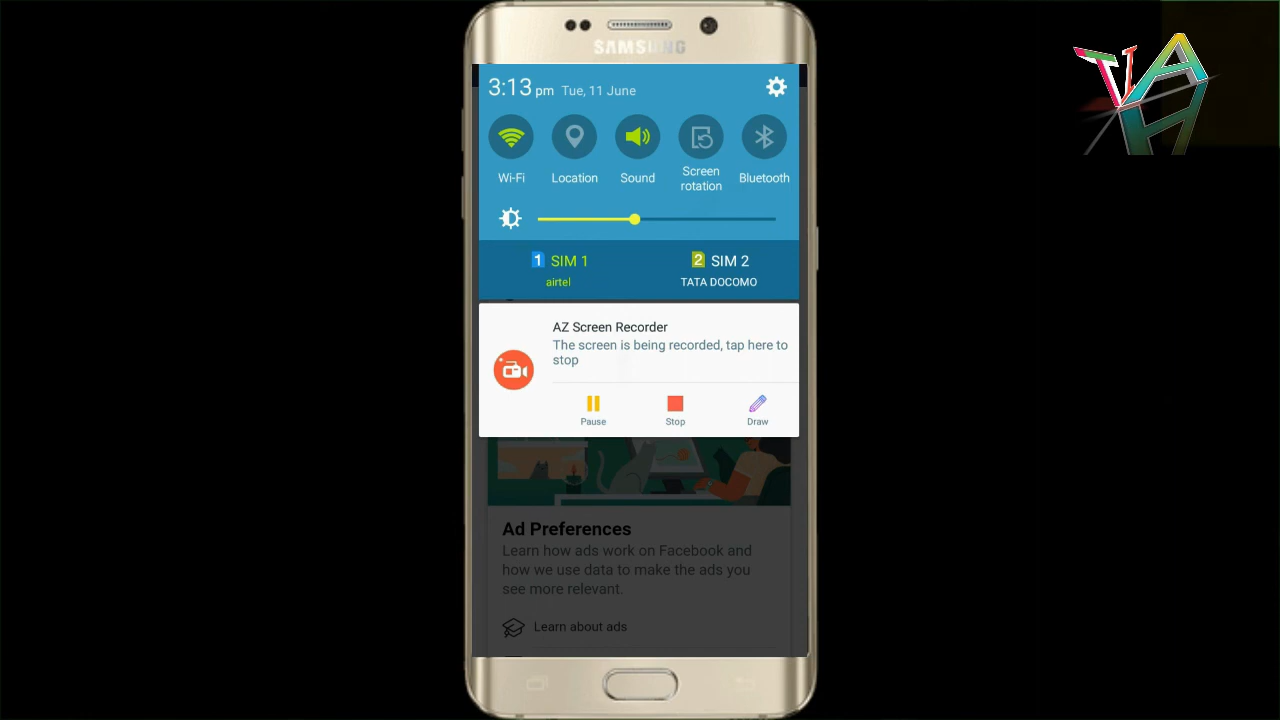 SAMSUNG
3:13 pm Tue, 11 June
Wi-Fi
Location
Sound
Screen rotation
Bluetooth
1 SIM 1
airtel
2 SIM 2
TATA DOCOMO
AZ Screen Recorder
The screen is being recorded, tap here to
stop
Pause
Stop
Draw
Ad Preferences
Learn how ads work on Facebook and
how we use data to make the ads you
see more relevant.
Learn about ads